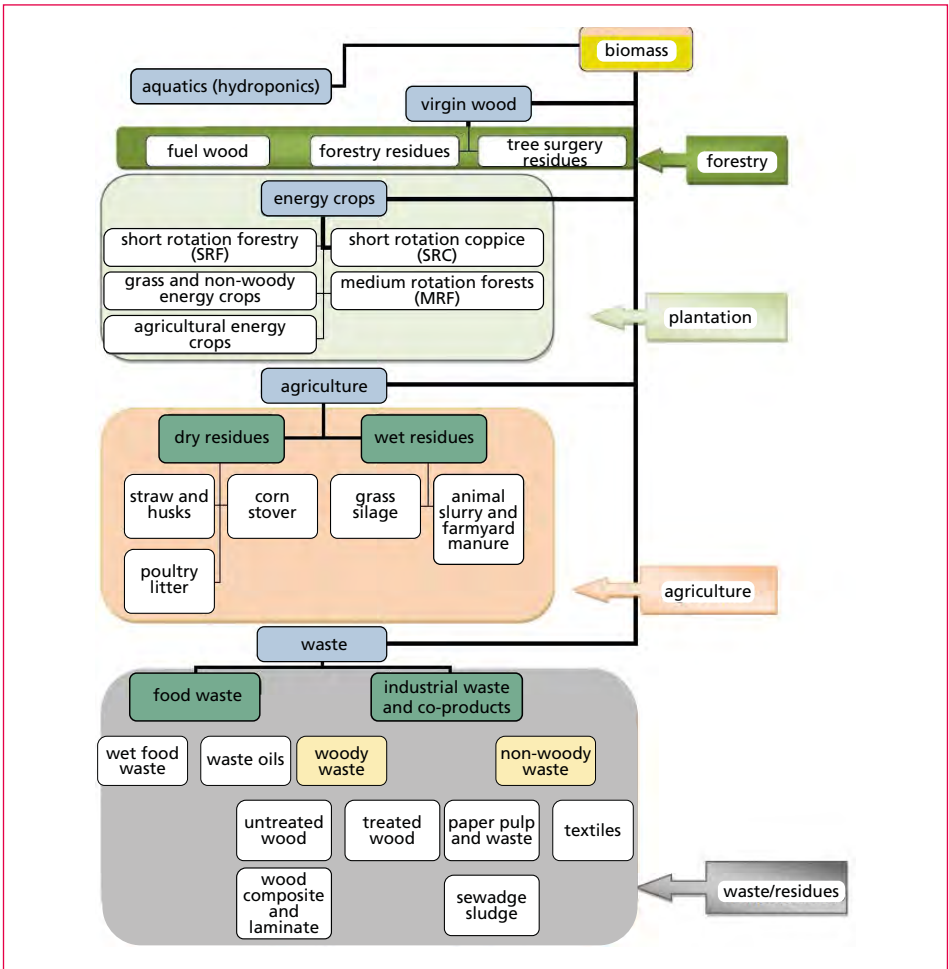 biomass
aquatics (hydroponics)
virgin wood
fuel wood
forestry residues
tree surgery
residues
forestry
energy crops
short rotation forestry
(SRF)
short rotation coppice
(SRC)
grass and non-woody
energy crops
medium rotation forests
(MRF)
plantation
agricultural energy
crops
agriculture
dry residues
wet residues
straw and
husks
corn
stover
grass
silage
animal
slurry and
farmyard
manure
poultry
litter
agriculture
waste
food waste
industrial waste
and co-products
wet food
waste
waste oils
woody
waste
non-woody
waste
untreated
wood
treated
wood
paper pulp
and waste
textiles
wood
composite
and
laminate
sewadge
sludge
waste/residues